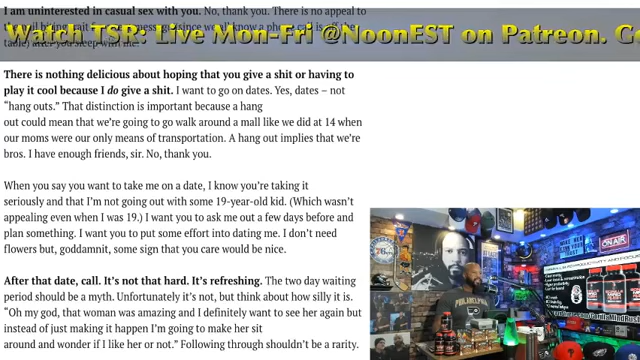 I am uninterested in casual sex with you. No, thank you. There is no appeal to
Watch TSR: Live Mon-Fri @NoonEST on Patreon. Go
There is nothing delicious about hoping that you give a shit or having to
play it cool because I do give a shit. I want to go on dates. Yes, dates – not
“hang outs.” That distinction is important because a hang
out could mean that we’re going to go walk around a mall like we did at 14 when
our moms were our only means of transportation. A hang out implies that we’re
bros. I have enough friends, sir. No, thank you.
When you say you want to take me on a date, I know you’re taking it
seriously and that I’m not going out with some 19-year-old kid. (Which wasn’t
appealing even when I was 19.) I want you to ask me out a few days before and
plan something. I want you to put some effort into dating me. I don’t need
flowers but, goddamnit, some sign that you care would be nice.
After that date, call. It’s not that hard. It’s refreshing. The two day waiting
period should be a myth. Unfortunately it’s not, but think about how silly it is.
“Oh my god, that woman was amazing and I definitely want to see her again but
instead of just making it happen I’m going to make her sit
around and wonder if I like her or not.” Following through shouldn’t be a rarity.
ON AIR
PHILADELPHIA